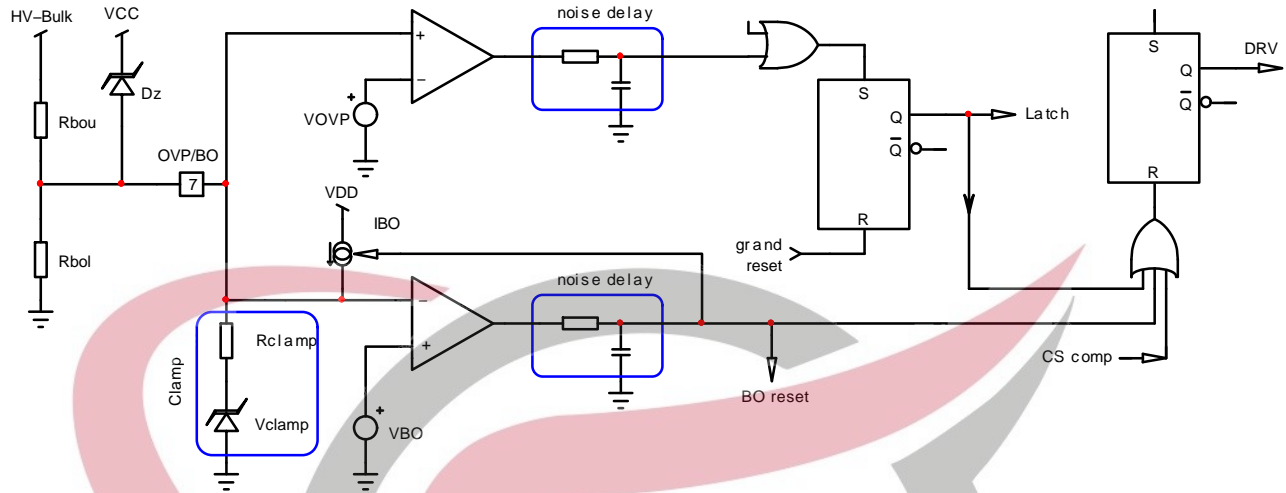 HV–Bulk
VCC
noise delay
S
DRV
Dz
+
Q
Rbou
–
+
S
Q
VOVP
OVP/BO
Q
Latch
7
Q
R
VDD
IBO
R
Rbol
grand
reset
noise delay
–
Rclamp
+
Clamp
CS comp
BO reset
+
Vclamp
VBO